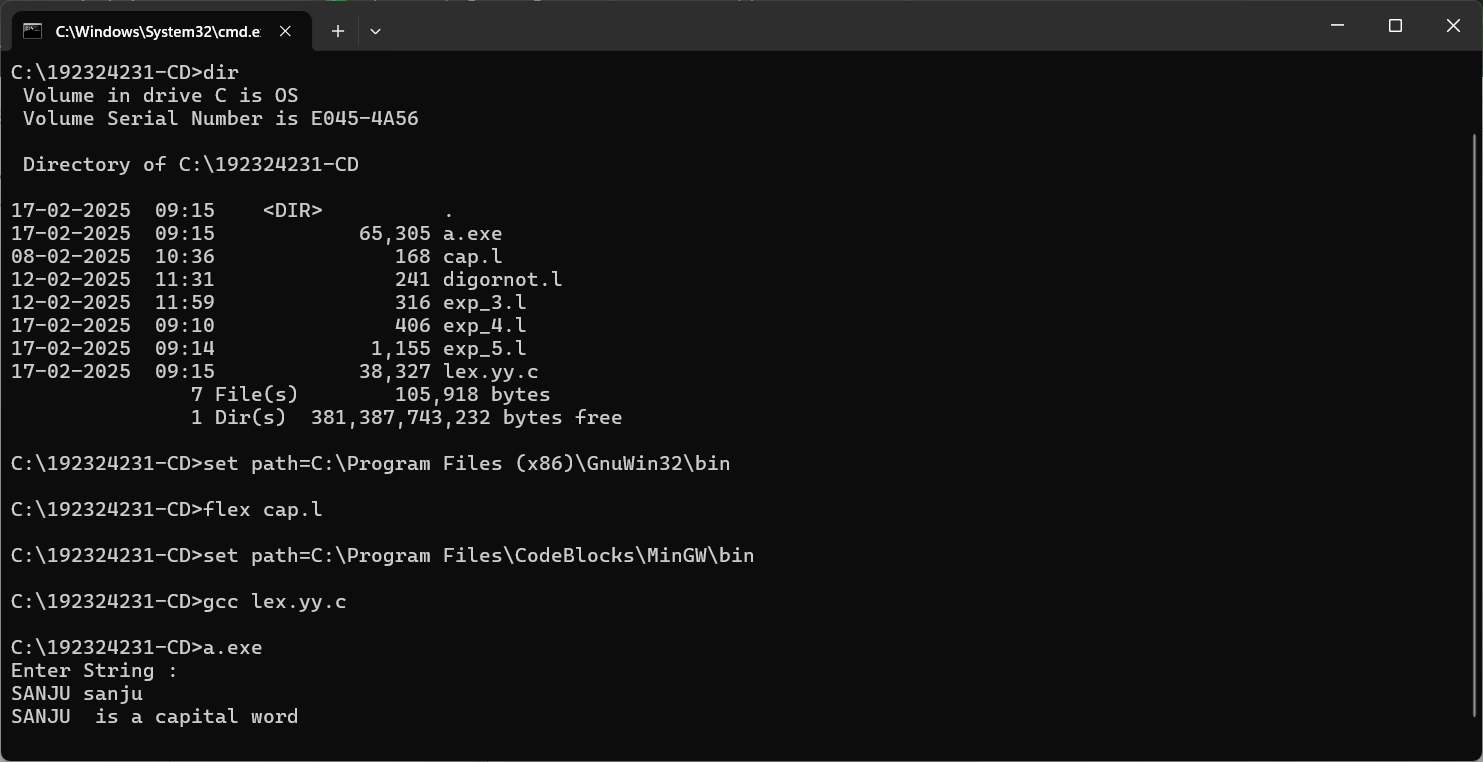 C:\Windows\System32\cmd.e
C:\192324231-CD>dir
 Volume in drive C is OS
 Volume Serial Number is E045-4A56

 Directory of C:\192324231-CD

17-02-2025  09:15    <DIR>          .
17-02-2025  09:15            65,305 a.exe
08-02-2025  10:36               168 cap.l
12-02-2025  11:31               241 digornot.l
12-02-2025  11:59               316 exp_3.l
17-02-2025  09:10               406 exp_4.l
17-02-2025  09:14             1,155 exp_5.l
17-02-2025  09:15            38,327 lex.yy.c
               7 File(s)        105,918 bytes
               1 Dir(s)  381,387,743,232 bytes free

C:\192324231-CD>set path=C:\Program Files (x86)\GnuWin32\bin

C:\192324231-CD>flex cap.l

C:\192324231-CD>set path=C:\Program Files\CodeBlocks\MinGW\bin

C:\192324231-CD>gcc lex.yy.c

C:\192324231-CD>a.exe
Enter String :
SANJU sanju
SANJU  is a capital word